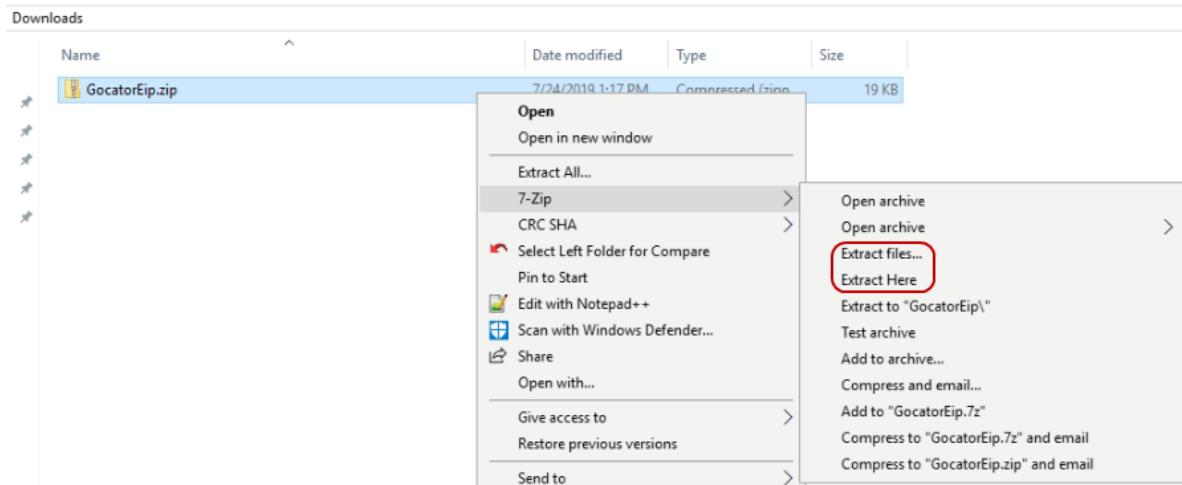 Downloads
Name Date modified Type Size
GocatorEip.zip 7/24/2019 1:17 PM Compressed (zipp 19 KB
Open
Open in new window
Extract All...
7-Zip
CRC SHA
Select Left Folder for Compare
Pin to Start
Edit with Notepad++
Scan with Windows Defender...
Share
Open with...
Give access to
Restore previous versions
Send to
Open archive
Open archive
Extract files...
Extract Here
Extract to "GocatorEip\"
Test archive
Add to archive...
Compress and email...
Add to "GocatorEip.7z"
Compress to "GocatorEip.7z" and email
Compress to "GocatorEip.zip" and email